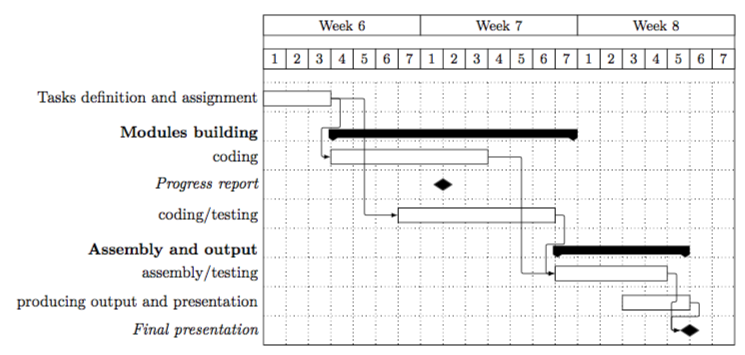 Week 6 Week 7 Week 8
1 2 3 4 5 6 7 1 2 3 4 5 6 7 1 2 3 4 5 6 7
Tasks definition and assignment
Modules building
coding
Progress report
coding/testing
Assembly and output
assembly/testing
producing output and presentation
Final presentation